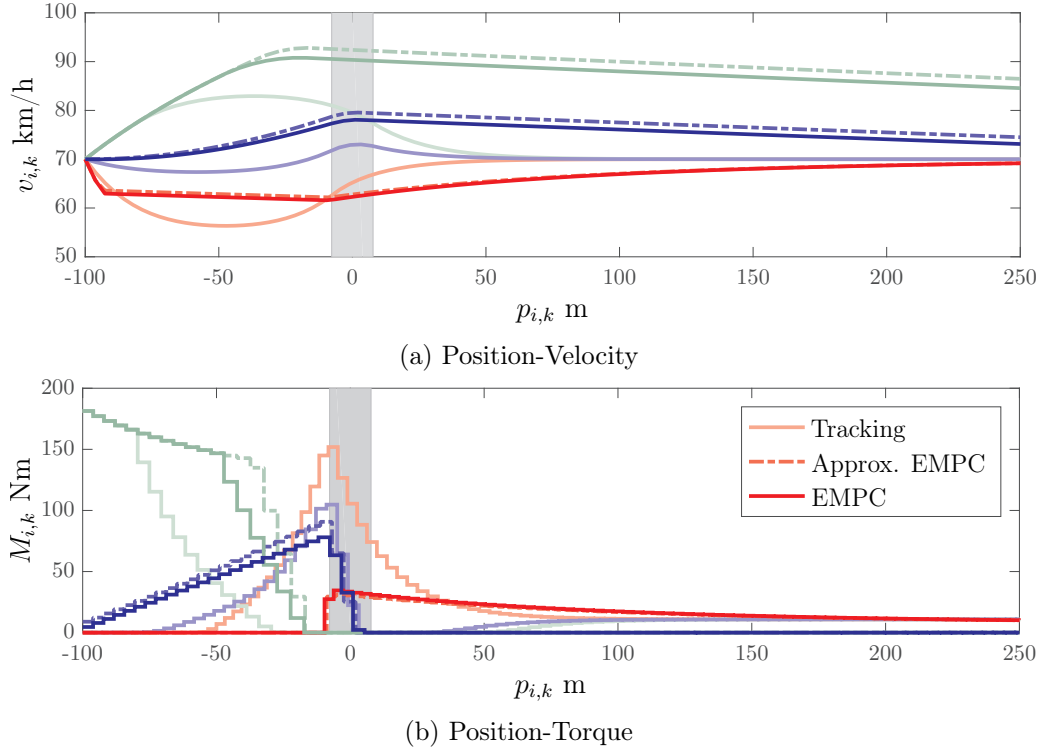 100
90
80
70
60
50
v_{i,k} km/h
-100 -50 0 50 100 150 200 250
p_{i,k} m
(a) Position-Velocity
200
150
100
50
0
M_{i,k} Nm
Tracking
Approx. EMPC
EMPC
-100 -50 0 50 100 150 200 250
p_{i,k} m
(b) Position-Torque